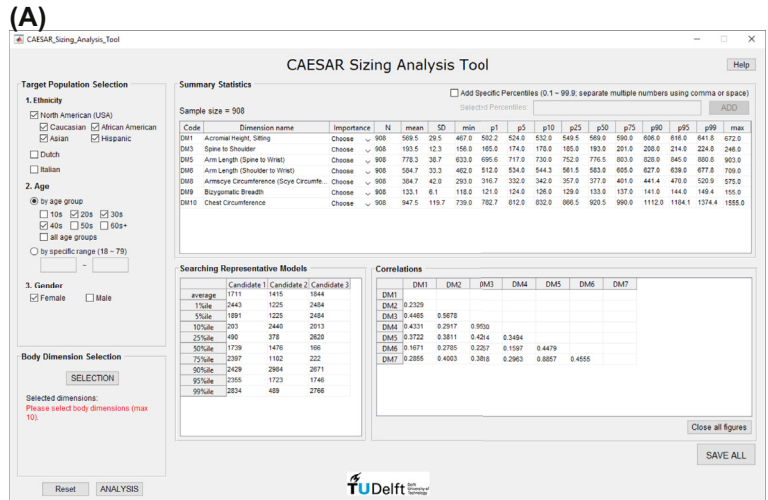 (A)
CAESAR_Sizing_Analysis_Tool
CAESAR Sizing Analysis Tool
Help
Target Population Selection
1. Ethnicity
North American (USA)
Caucasian African American
Asian Hispanic
Dutch
Italian
2. Age
by age group
10s 20s 30s
40s 50s 60s+
all age groups
by specific range (18 ~ 79)
~
3. Gender
Female Male
Body Dimension Selection
SELECTION
Selected dimensions:
Please select body dimensions (max
10).
Reset ANALYSIS
Summary Statistics
Add Specific Percentiles (0.1 ~ 99.9; separate multiple numbers using comma or space)
Sample size = 908
Selected Percentiles: ADD
Code Dimension name Importance N mean SD min p1 p5 p10 p25 p50 p75 p90 p95 p99 max
DM1 Acromial Height, Sitting Choose 908 569.5 29.5 467.0 502.2 524.0 532.0 549.5 569.0 590.0 606.0 616.0 641.8 672.0
DM3 Spine to Shoulder Choose 908 193.5 12.3 156.0 165.0 174.0 178.0 185.0 193.0 201.0 208.0 214.0 224.8 246.0
DM5 Arm Length (Spine to Wrist) Choose 908 778.3 38.7 633.0 695.6 717.0 730.0 752.0 776.5 803.0 828.0 845.0 880.8 903.0
DM6 Arm Length (Shoulder to Wrist) Choose 908 584.7 33.3 462.0 512.0 534.0 544.3 561.5 583.0 605.0 627.0 639.0 677.8 709.0
DM8 Armscye Circumference (Scye Circumfe... Choose 908 384.7 42.0 293.0 316.7 332.0 342.0 357.0 377.0 401.0 441.4 470.0 520.9 575.0
DM9 Bizygomatic Breadth Choose 908 133.1 6.1 118.0 121.0 124.0 126.0 129.0 133.0 137.0 141.0 144.0 149.4 155.0
DM10 Chest Circumference Choose 908 947.5 119.7 739.0 782.7 812.0 832.0 866.5 920.5 990.0 1112.0 1184.1 1374.4 1555.0
Searching Representative Models
Candidate 1 Candidate 2 Candidate 3
average 1711 1415 1844
1%ile 2443 1225 2484
5%ile 1891 1225 2484
10%ile 203 2440 2013
25%ile 490 378 2620
50%ile 1739 1476 166
75%ile 2397 1102 222
90%ile 2429 2984 2671
95%ile 2355 1723 1746
99%ile 2834 489 2766
Correlations
DM1 DM2 DM3 DM4 DM5 DM6 DM7
DM1
DM2 0.2329
DM3 0.4465 0.5678
DM4 0.4331 0.2917 0.9530
DM5 0.3722 0.3811 0.4214 0.3494
DM6 0.1671 0.2785 0.2257 0.1597 0.4479
DM7 0.2855 0.4003 0.3818 0.2963 0.8857 0.4555
Close all figures
SAVE ALL
TUDelft
Delft
University of
Technology